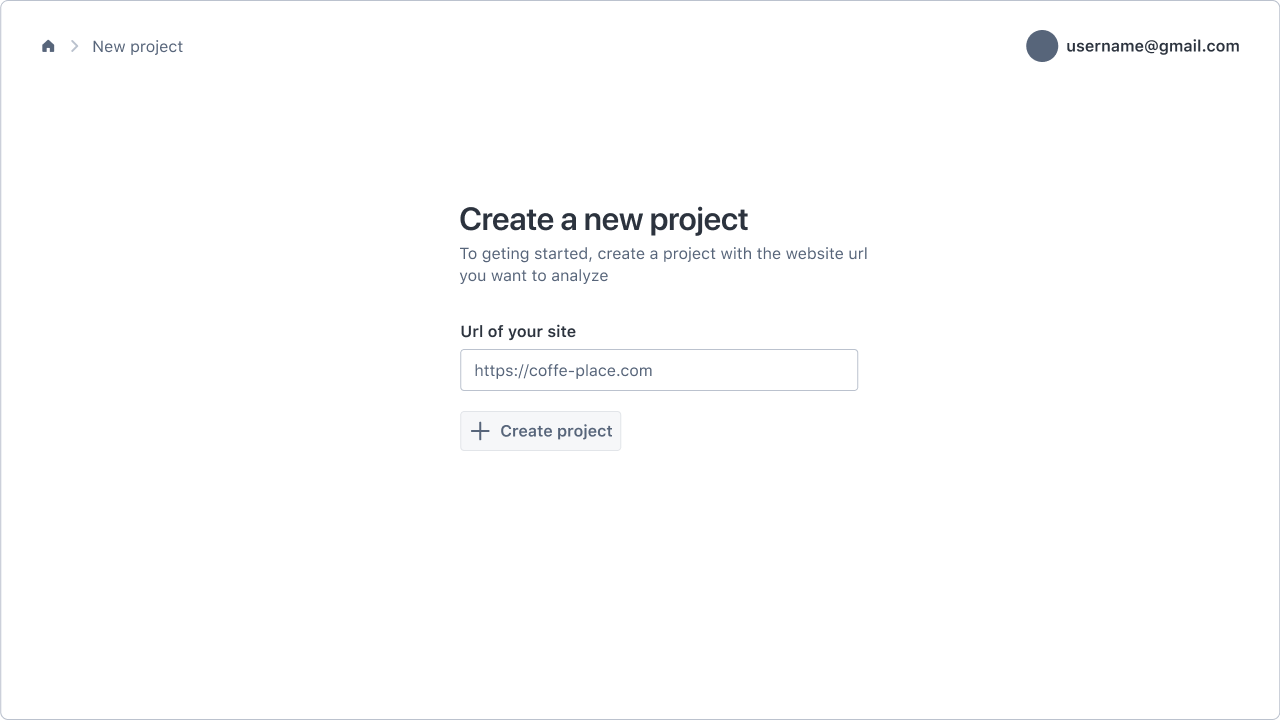 New project
username@gmail.com
Create a new project
To geting started, create a project with the website url
you want to analyze
Url of your site
https://coffe-place.com
Create project